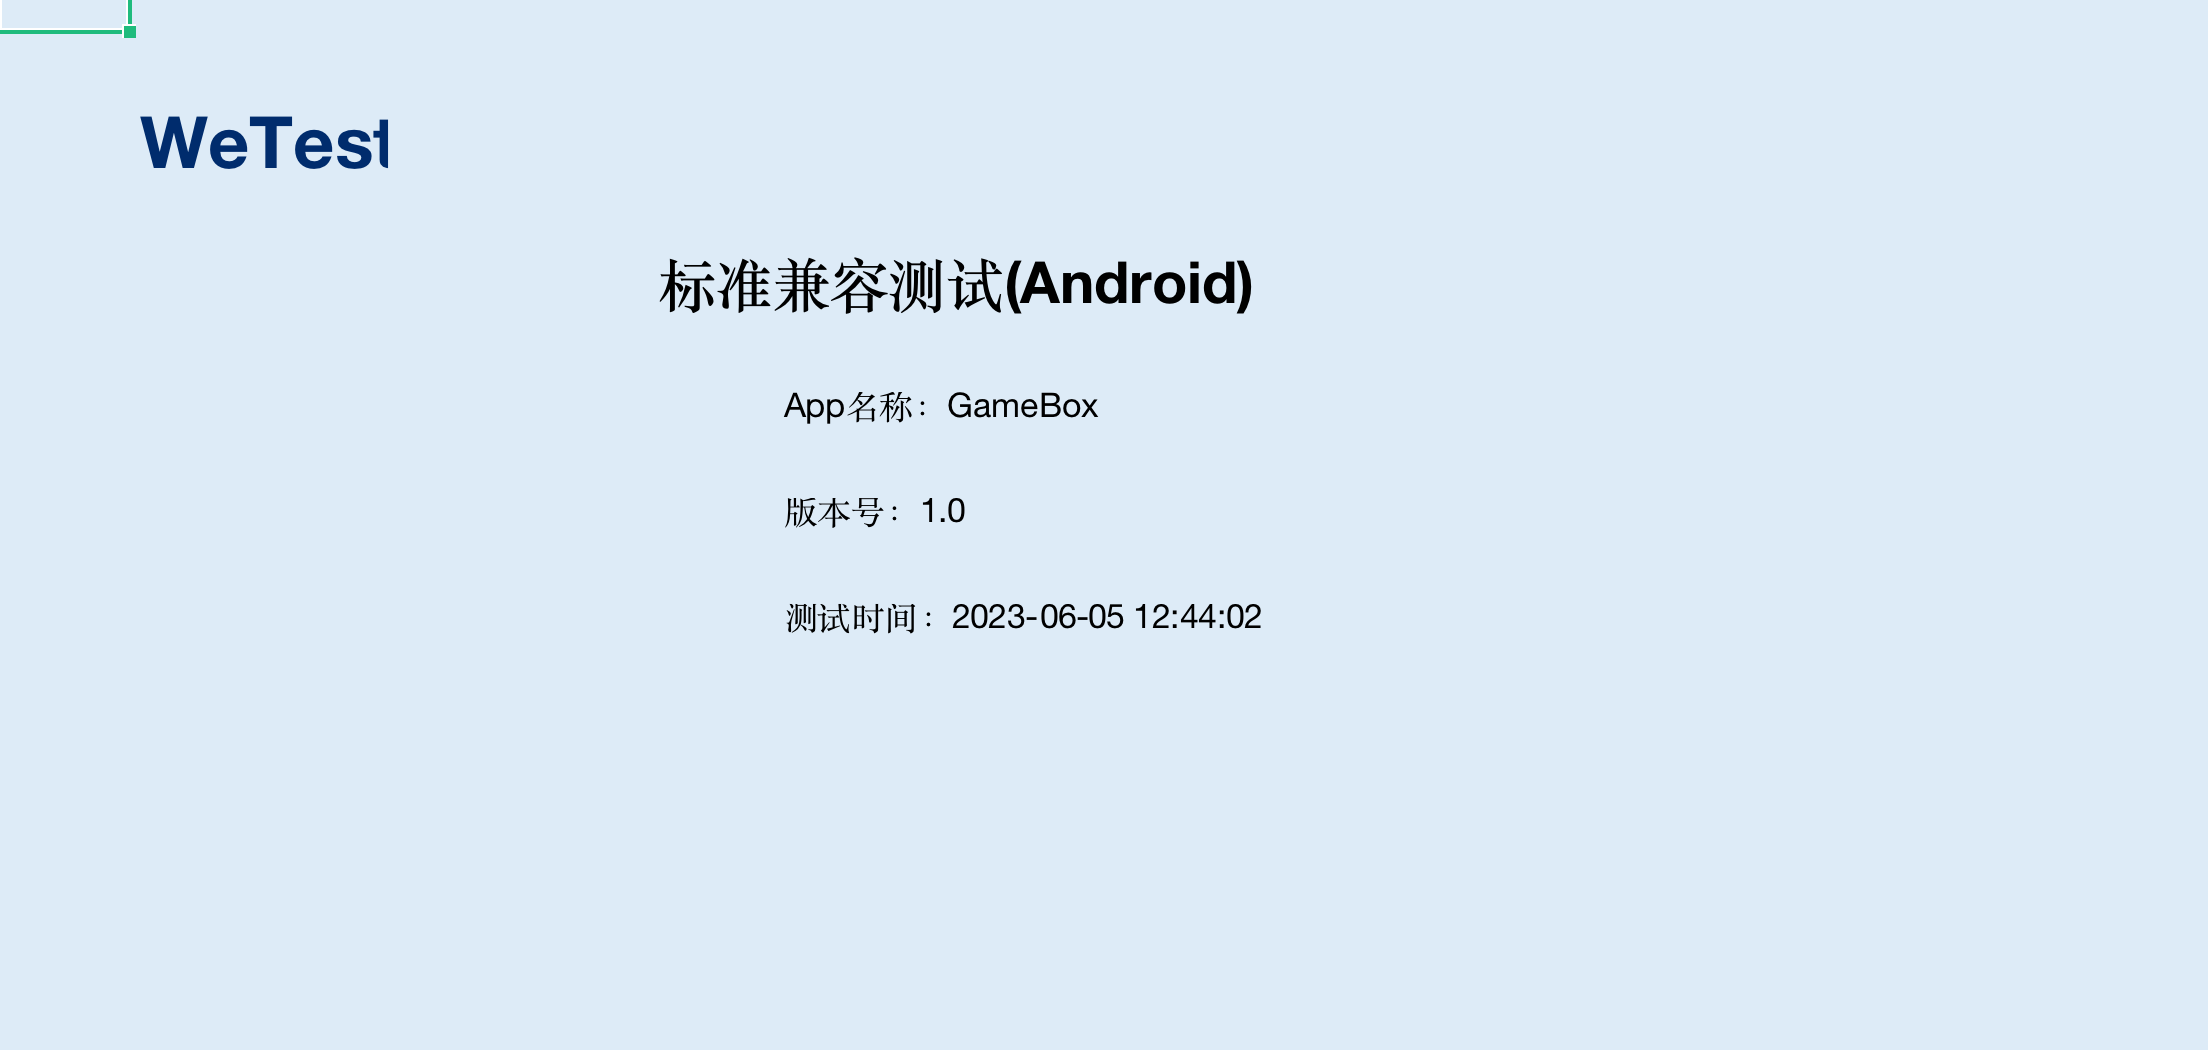 WeTest
标准兼容测试(Android)
App名称：GameBox
版本号：1.0
测试时间：2023-06-05 12:44:02